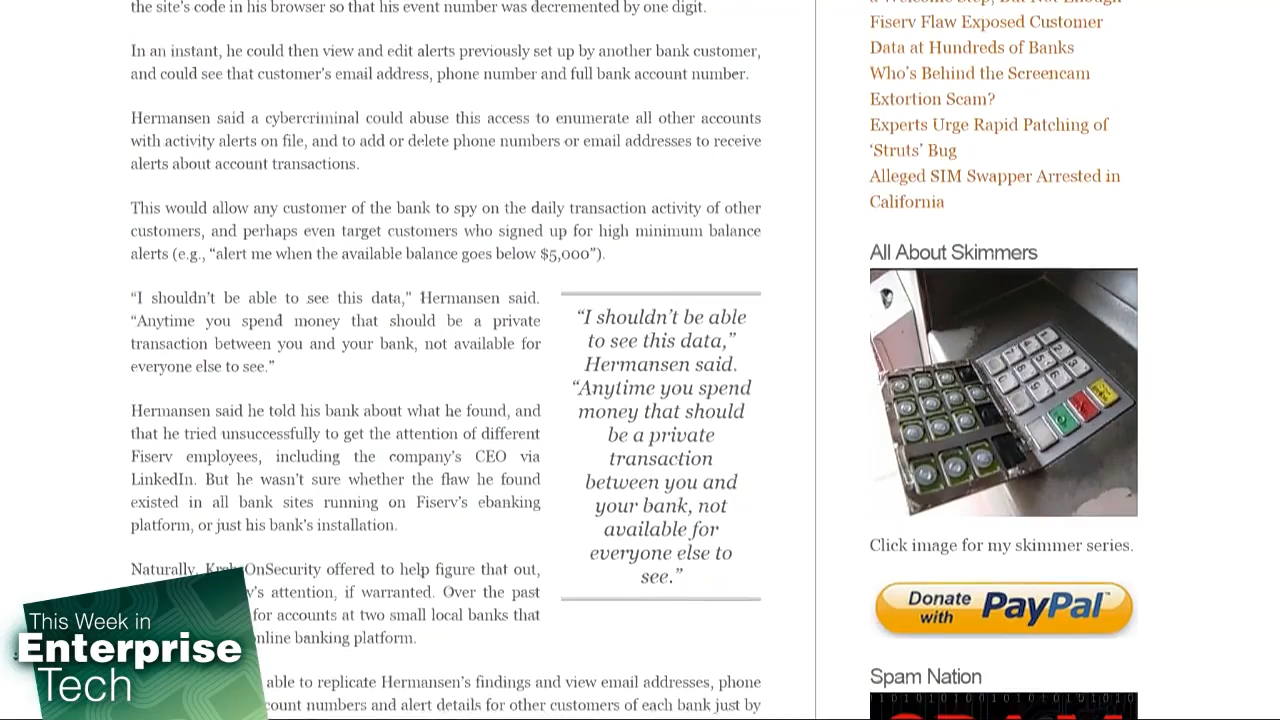 the site's code in his browser so that his event number was decremented by one digit.
In an instant, he could then view and edit alerts previously set up by another bank customer,
and could see that customer's email address, phone number and full bank account number.
Hermansen said a cybercriminal could abuse this access to enumerate all other accounts
with activity alerts on file, and to add or delete phone numbers or email addresses to receive
alerts about account transactions.
This would allow any customer of the bank to spy on the daily transaction activity of other
customers, and perhaps even target customers who signed up for high minimum balance
alerts (e.g., “alert me when the available balance goes below $5,000”).
“I shouldn't be able to see this data,” Hermansen said.
“Anytime you spend money that should be a private
transaction between you and your bank, not available for
everyone else to see.”
Hermansen said he told his bank about what he found, and
that he tried unsuccessfully to get the attention of different
Fiserv employees, including the company's CEO via
LinkedIn. But he wasn't sure whether the flaw he found
existed in all bank sites running on Fiserv's ebanking
platform, or just his bank's installation.
“I shouldn't be able
to see this data,”
Hermansen said.
“Anytime you spend
money that should
be a private
transaction
between you and
your bank, not
available for
everyone else to
see.”
Naturally, KrebsOnSecurity offered to help figure that out,
attention, if warranted. Over the past
for accounts at two small local banks that
banking platform.
able to replicate Hermansen's findings and view email addresses, phone
numbers and alert details for other customers of each bank just by
Fiserv Flaw Exposed Customer
Data at Hundreds of Banks
Who's Behind the Screencam
Extortion Scam?
Experts Urge Rapid Patching of
‘Struts’ Bug
Alleged SIM Swapper Arrested in
California
All About Skimmers
Click image for my skimmer series.
Donate
with PayPal™
Spam Nation
This Week in
Enterprise
Tech